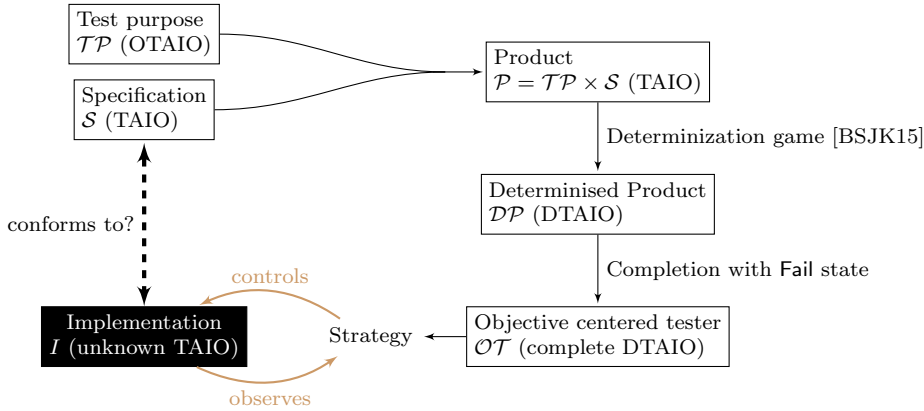 Test purpose
𝒯𝒫 (OTAIO)
Specification
𝒮 (TAIO)
Product
𝒫 = 𝒯𝒫 × 𝒮 (TAIO)
Determinization game [BSJK15]
Determinised Product
𝒟𝒫 (DTAIO)
conforms to?
Completion with Fail state
controls
Implementation
I (unknown TAIO)
Strategy
Objective centered tester
𝒪𝒯 (complete DTAIO)
observes